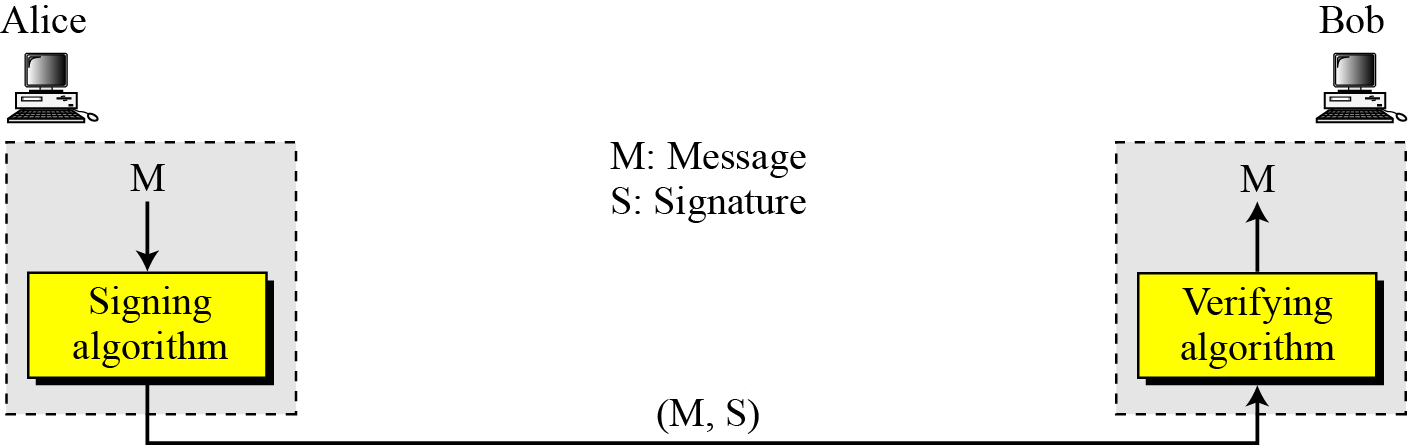 Alice
Bob
M
M: Message
S: Signature
M
Signing
algorithm
Verifying
algorithm
(M, S)